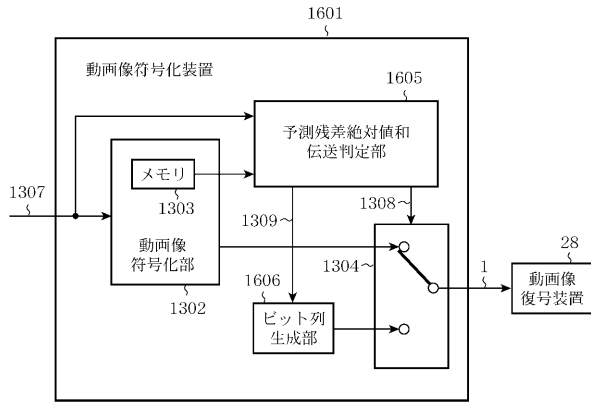 1601
動画像符号化装置
1605
予測残差絶対値和
伝送判定部
1307
メモリ
1303
1309
1308
動画像
符号化部
1302
1304
1606
ビット列
生成部
1
28
動画像
復号装置